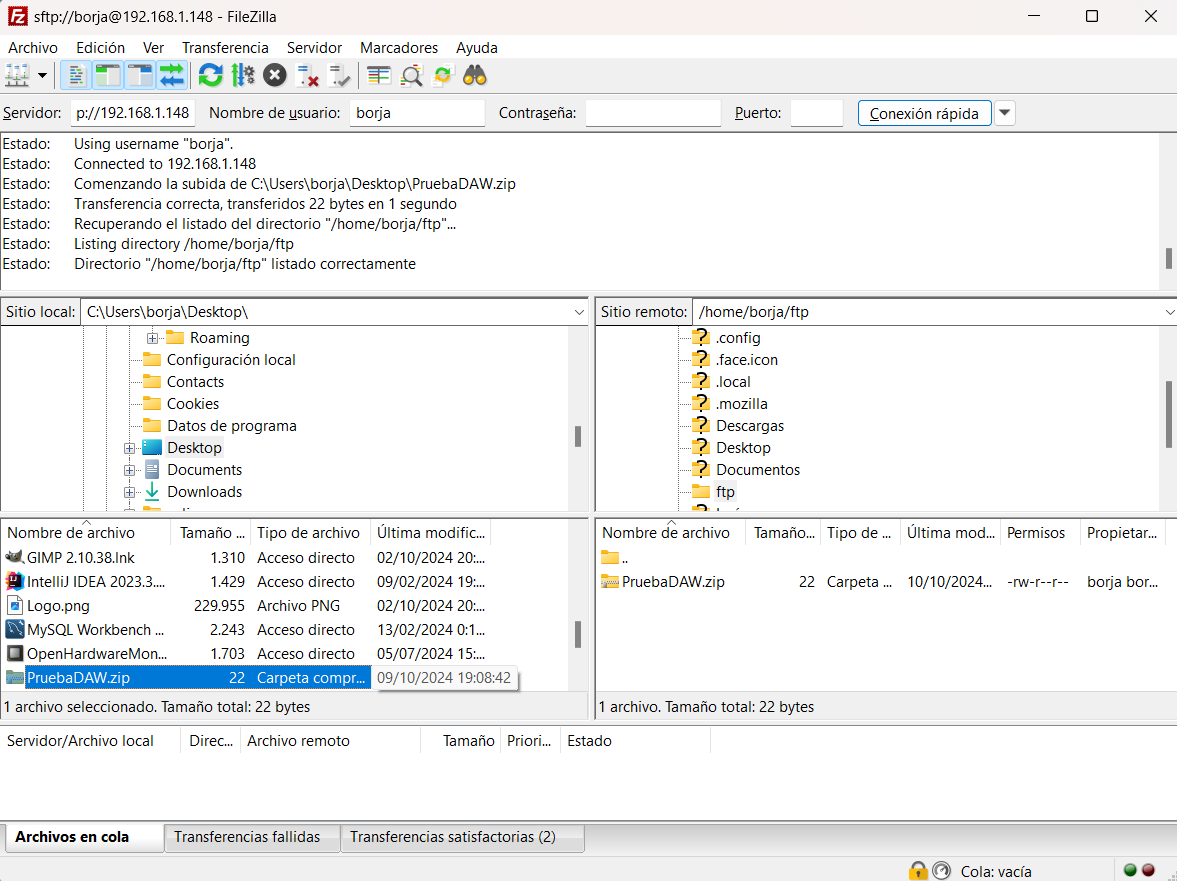 sftp://borja@192.168.1.148 - FileZilla
Archivo Edición Ver Transferencia Servidor Marcadores Ayuda
Servidor: p://192.168.1.148 Nombre de usuario: borja Contraseña: Puerto: Conexión rápida
Estado: Using username "borja".
Estado: Connected to 192.168.1.148
Estado: Comenzando la subida de C:\Users\borja\Desktop\PruebaDAW.zip
Estado: Transferencia correcta, transferidos 22 bytes en 1 segundo
Estado: Recuperando el listado del directorio "/home/borja/ftp"...
Estado: Listing directory /home/borja/ftp
Estado: Directorio "/home/borja/ftp" listado correctamente
Sitio local: C:\Users\borja\Desktop\
Roaming
Configuración local
Contacts
Cookies
Datos de programa
Desktop
Documents
Downloads
Sitio remoto: /home/borja/ftp
.config
.face.icon
.local
.mozilla
Descargas
Desktop
Documentos
ftp
Nombre de archivo Tamaño ... Tipo de archivo Última modific...
GIMP 2.10.38.lnk 1.310 Acceso directo 02/10/2024 20:...
IntelliJ IDEA 2023.3.... 1.429 Acceso directo 09/02/2024 19:...
Logo.png 229.955 Archivo PNG 02/10/2024 20:...
MySQL Workbench ... 2.243 Acceso directo 13/02/2024 0:1...
OpenHardwareMon... 1.703 Acceso directo 05/07/2024 15:...
PruebaDAW.zip 22 Carpeta compr... 09/10/2024 19:08:42
1 archivo seleccionado. Tamaño total: 22 bytes
Nombre de archivo Tamaño... Tipo de ... Última mod... Permisos Propietar...
..
PruebaDAW.zip 22 Carpeta ... 10/10/2024... -rw-r--r-- borja bor...
1 archivo. Tamaño total: 22 bytes
Servidor/Archivo local Direc... Archivo remoto Tamaño Priori... Estado
Archivos en cola Transferencias fallidas Transferencias satisfactorias (2)
Cola: vacía